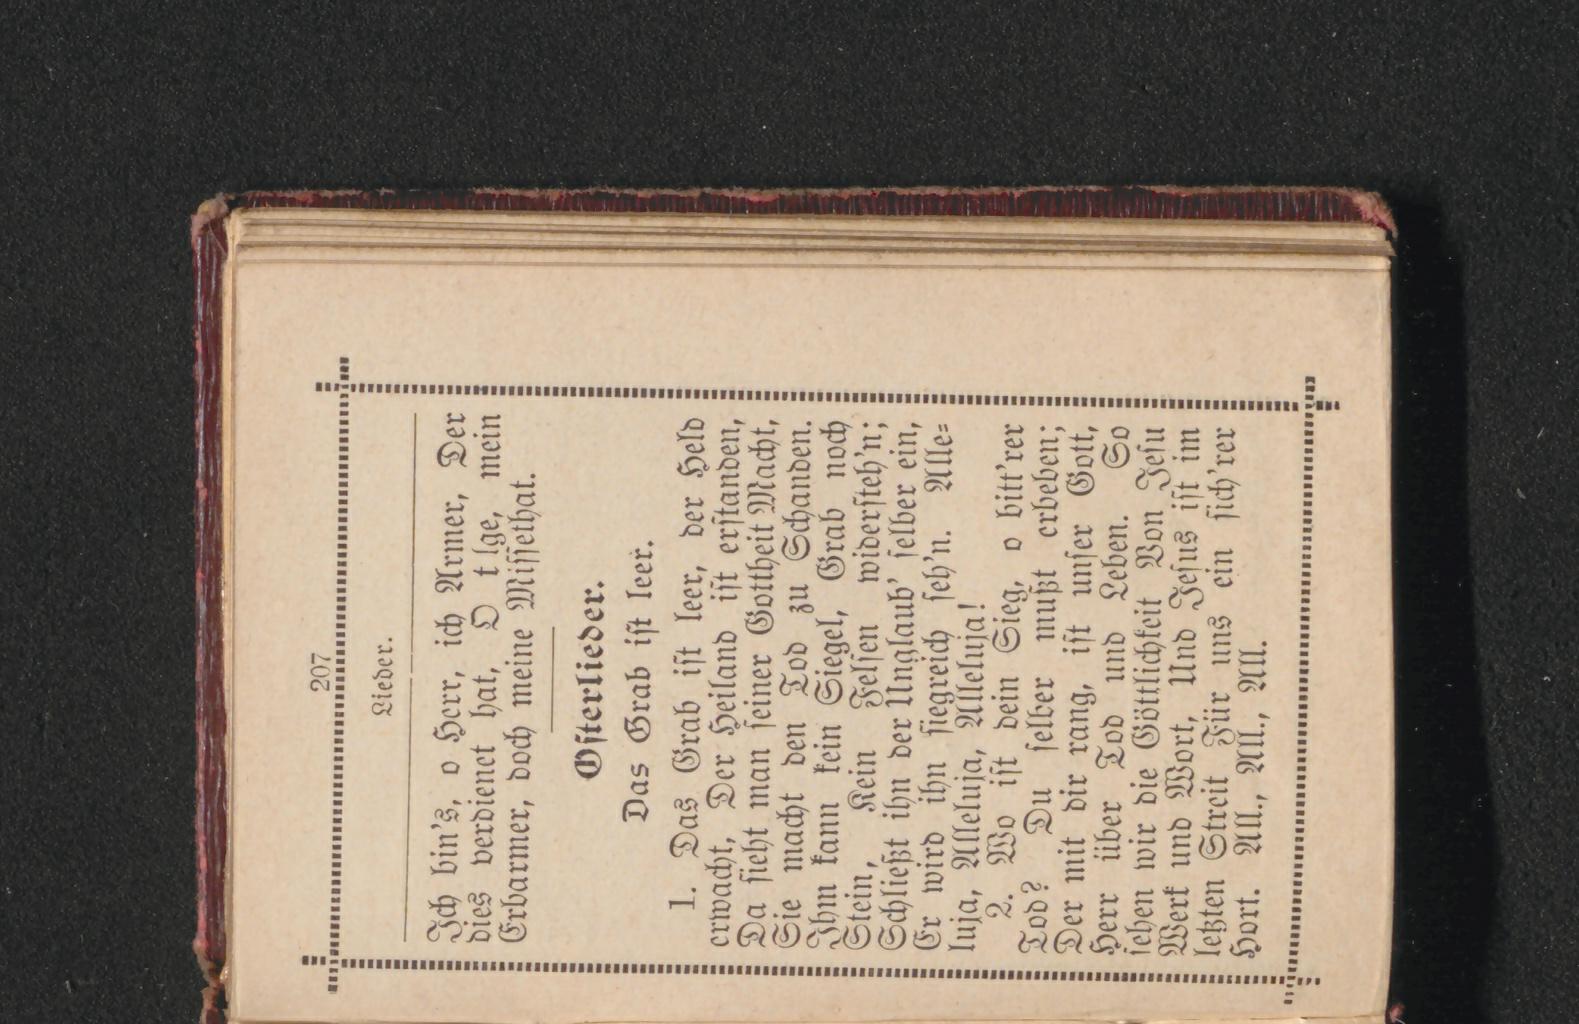 207
Lieder.
Ich bin's, o Herr, ich Armer, Der
dies verdienet hat, O t lge, mein
Erbarmer, doch meine Missethat.
Osterlieder.
Das Grab ist leer.
1. Das Grab ist leer, der Held
erwacht, Der Heiland ist erstanden,
Da sieht man seiner Gottheit Macht,
Sie macht den Tod zu Schanden.
Ihm kann kein Siegel, Grab noch
Stein, Kein Felsen widersteh'n;
Schließt ihn der Unglaub' selber ein,
Er wird ihn siegreich seh'n. Alle-
luja, Alleluja, Alleluja, Alleluja!
2. Wo ist dein Sieg, o bitt'rer
Tod? Du selber mußt erbeben;
Der mit dir rang, ist unser Gott,
Herr über Tod und Leben. So
sehen wir die Göttlichkeit Von Jesu
Werk und Wort, Und Jesus ist im
letzten Streit Für uns ein sich'rer
Hort. All., All., All., All.